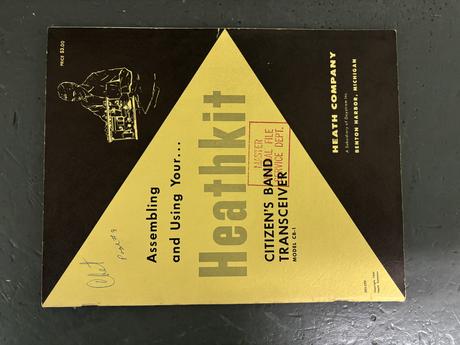 PRICE $2.00
Assembling
and Using Your....
Heathkit
CITIZEN'S BAND
TRANSCEIVER
MODEL CB-1
MASTER
FILE
SERVICE DEPT.
HEATH COMPANY
A Subsidiary of Daystrom Inc.
BENTON HARBOR, MICHIGAN
Chet